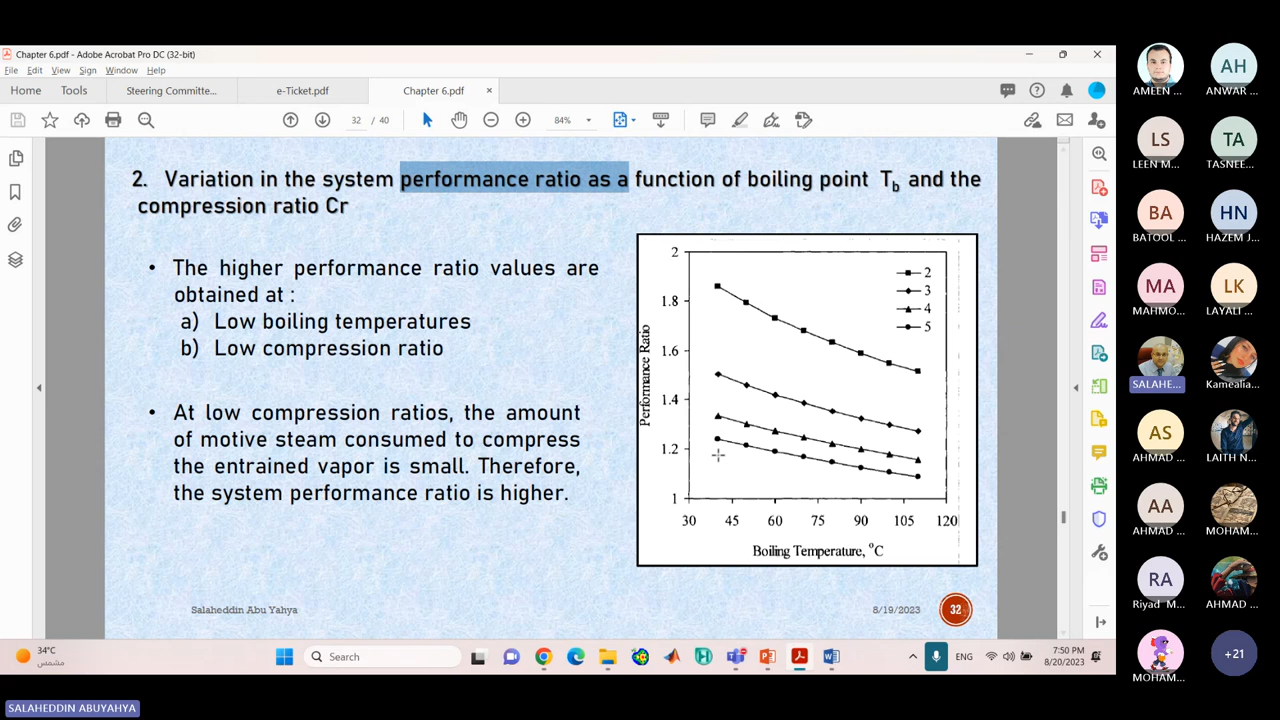 Chapter 6.pdf - Adobe Acrobat Pro DC (32-bit)
File Edit View Sign Window Help
Home Tools Steering Committe... e-Ticket.pdf Chapter 6.pdf ×
32 / 40 84%
2. Variation in the system performance ratio as a function of boiling point Tb and the
compression ratio Cr
• The higher performance ratio values are
obtained at :
a) Low boiling temperatures
b) Low compression ratio
• At low compression ratios, the amount
of motive steam consumed to compress
the entrained vapor is small. Therefore,
the system performance ratio is higher.
Performance Ratio
2
1.8
1.6
1.4
1.2
1
2
3
4
5
30 45 60 75 90 105 120
Boiling Temperature, °C
Salaheddin Abu Yahya 8/19/2023 32
34°C
مشمس
Search
ENG
7:50 PM
8/20/2023
AMEEN ...
AH
ANWAR ...
LS
LEEN M...
TA
TASNEE...
BA
BATOOL ...
HN
HAZEM J...
MA
MAHMO...
LK
LAYALI ...
SALAHE...
Kamealia...
AS
AHMAD ...
LAITH N...
AA
AHMAD ...
MOHAM...
RA
Riyad M...
AHMAD ...
MOHAM...
+21
SALAHEDDIN ABUYAHYA